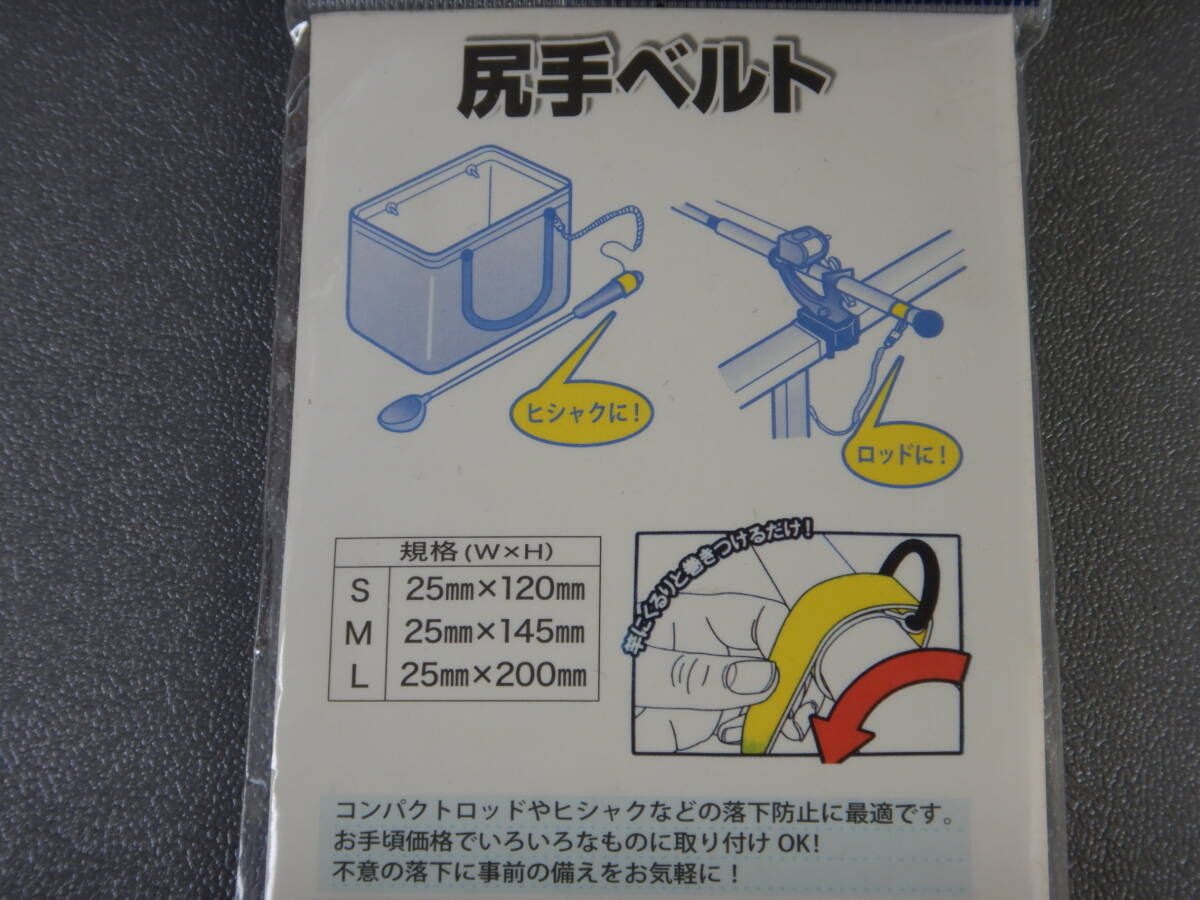 尻手ベルト
ヒシャクに！
ロッドに！
規格(W×H)
S 25㎜×120㎜
M 25㎜×145㎜
L 25㎜×200㎜
竿にくるりと巻きつけるだけ！
コンパクトロッドやヒシャクなどの落下防止に最適です。
お手頃価格でいろいろなものに取り付け OK!
不意の落下に事前の備えをお気軽に！